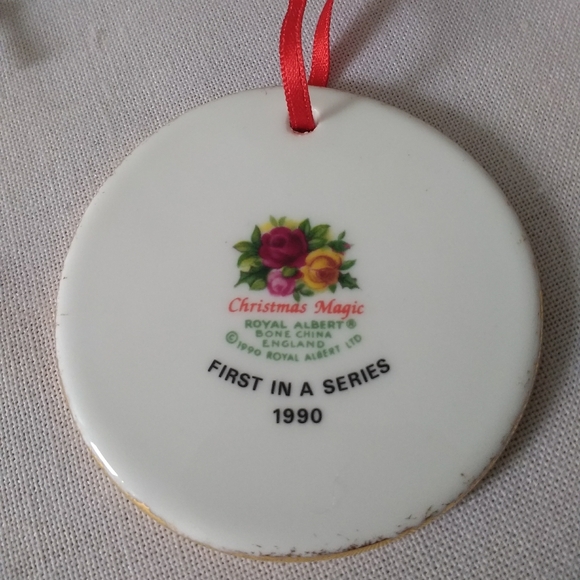 Christmas Magic
ROYAL ALBERT®
BONE CHINA
ENGLAND
©1990 ROYAL ALBERT LTD
FIRST IN A SERIES
1990